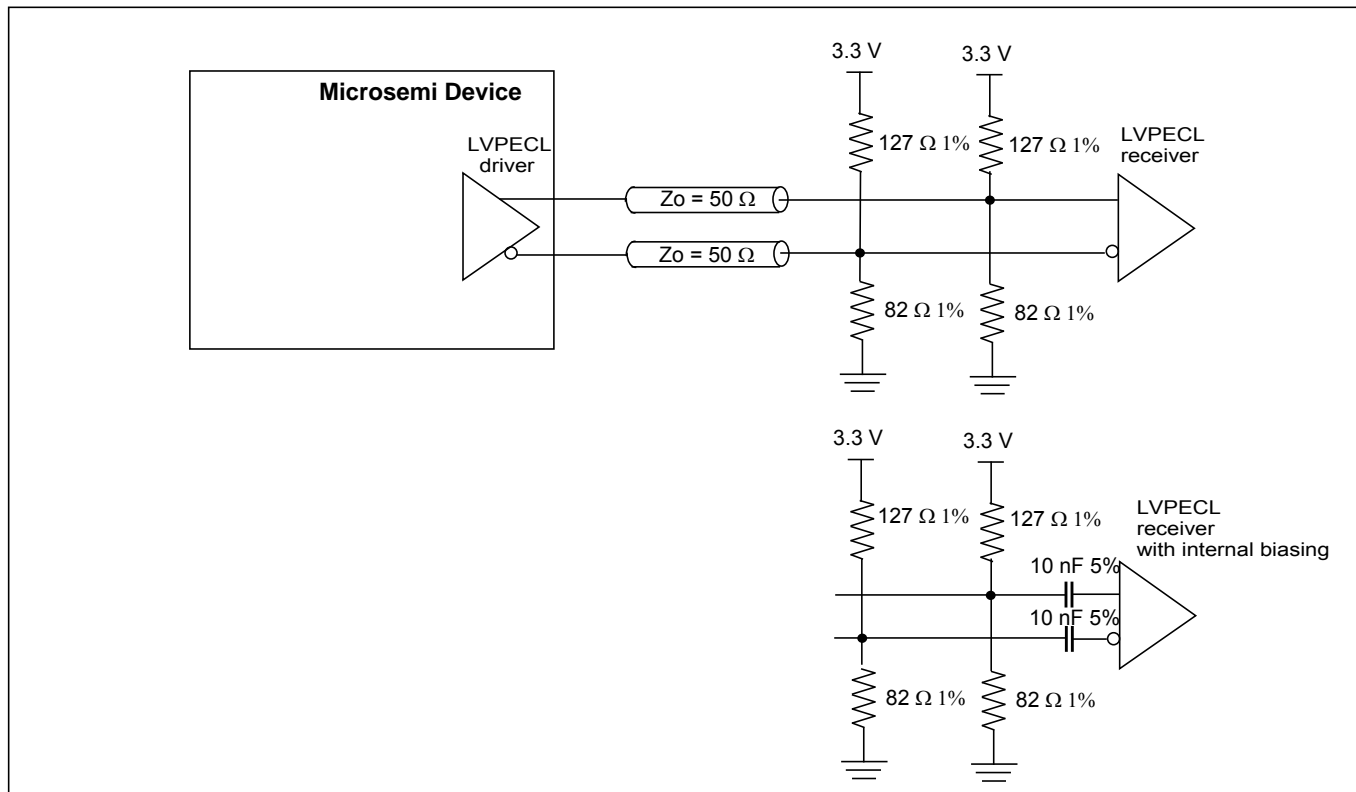 3.3 V
3.3 V
Microsemi Device
LVPECL
driver
127 Ω 1%
127 Ω 1%
LVPECL
receiver
Zo = 50 Ω
Zo = 50 Ω
82 Ω 1%
82 Ω 1%
3.3 V
3.3 V
127 Ω 1%
127 Ω 1%
LVPECL
receiver
with internal biasing
10 nF 5%
10 nF 5%
82 Ω 1%
82 Ω 1%